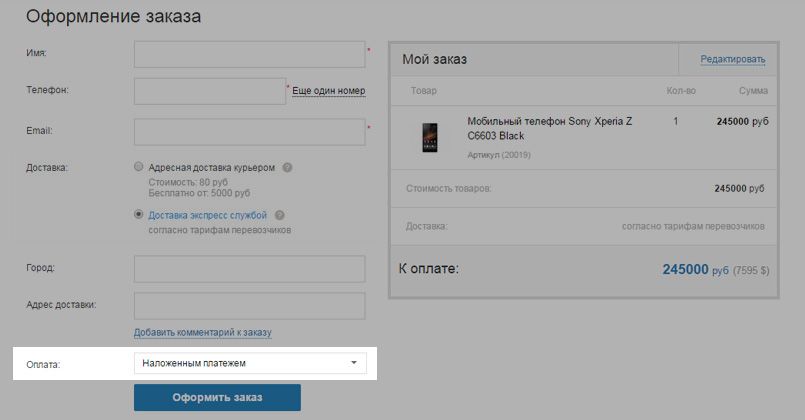 Оформление заказа
Имя:
*
Телефон:
* Еще один номер
Email:
*
Доставка:
Адресная доставка курьером ?
Стоимость: 80 руб
Бесплатно от: 5000 руб
Доставка экспресс службой ?
согласно тарифам перевозчиков
Город:
Адрес доставки:
Добавить комментарий к заказу
Оплата:
Наложенным платежем
Оформить заказ
Мой заказ
Редактировать
Товар Кол-во Сумма
Мобильный телефон Sony Xperia Z 1 245000 руб
C6603 Black
Артикул (20019)
Стоимость товаров: 245000 руб
Доставка: согласно тарифам перевозчиков
К оплате: 245000 руб (7595 $)